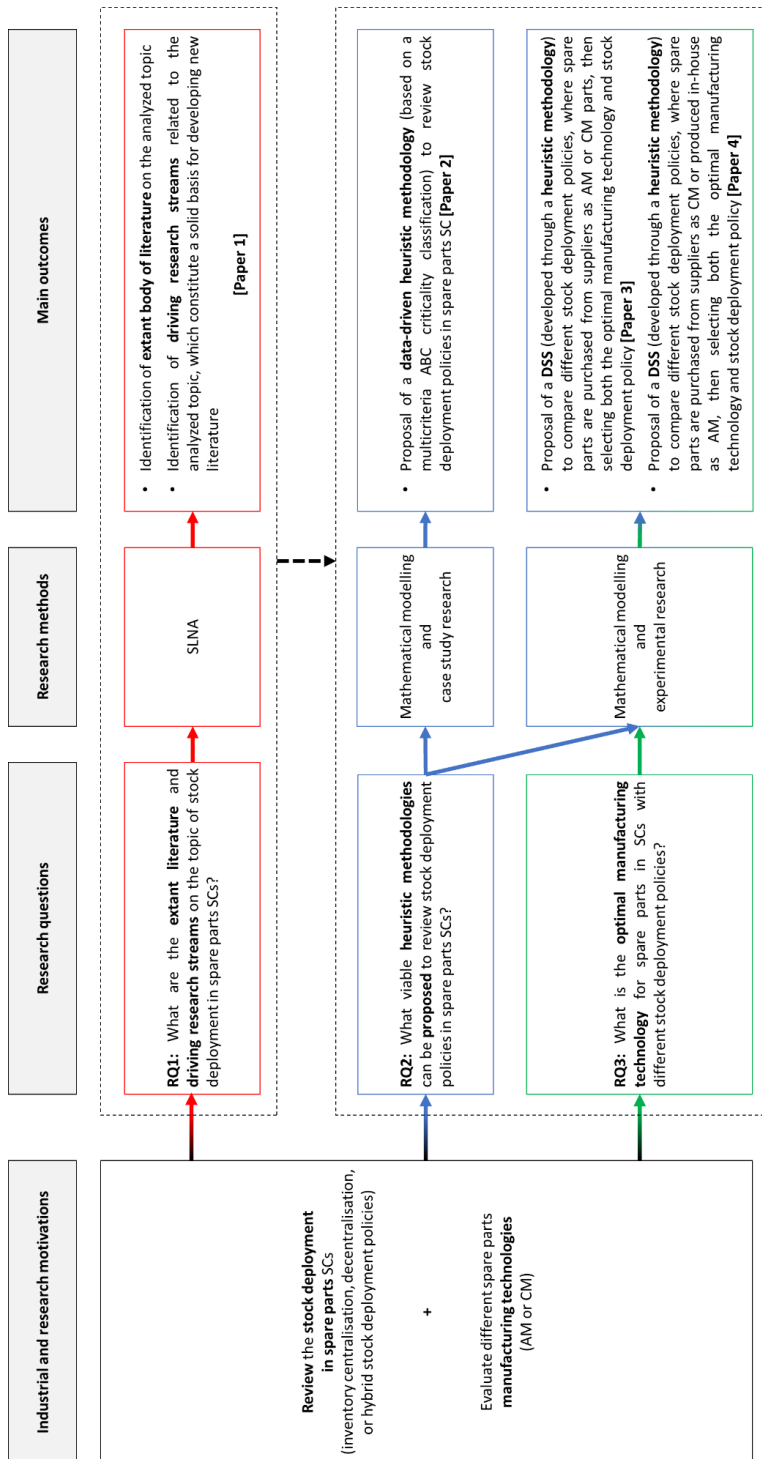 Industrial and research motivations
Research questions
Research methods
Main outcomes
Review the stock deployment
in spare parts SCs
(inventory centralisation, decentralisation,
or hybrid stock deployment policies)
+
Evaluate different spare parts
manufacturing technologies
(AM or CM)
RQ1: What are the extant literature and
driving research streams on the topic of stock
deployment in spare parts SCs?
SLNA
• Identification of extant body of literature on the analyzed topic
• Identification of driving research streams related to the
analyzed topic, which constitute a solid basis for developing new
literature
[Paper 1]
RQ2: What viable heuristic methodologies
can be proposed to review stock deployment
policies in spare parts SCs?
Mathematical modelling
and
case study research
• Proposal of a data-driven heuristic methodology (based on a
multicriteria ABC criticality classification) to review stock
deployment policies in spare parts SC [Paper 2]
RQ3: What is the optimal manufacturing
technology for spare parts in SCs with
different stock deployment policies?
Mathematical modelling
and
experimental research
• Proposal of a DSS (developed through a heuristic methodology)
to compare different stock deployment policies, where spare
parts are purchased from suppliers as AM or CM parts, then
selecting both the optimal manufacturing technology and stock
deployment policy [Paper 3]
• Proposal of a DSS (developed through a heuristic methodology)
to compare different stock deployment policies, where spare
parts are purchased from suppliers as CM or produced in-house
as AM, then selecting both the optimal manufacturing
technology and stock deployment policy [Paper 4]